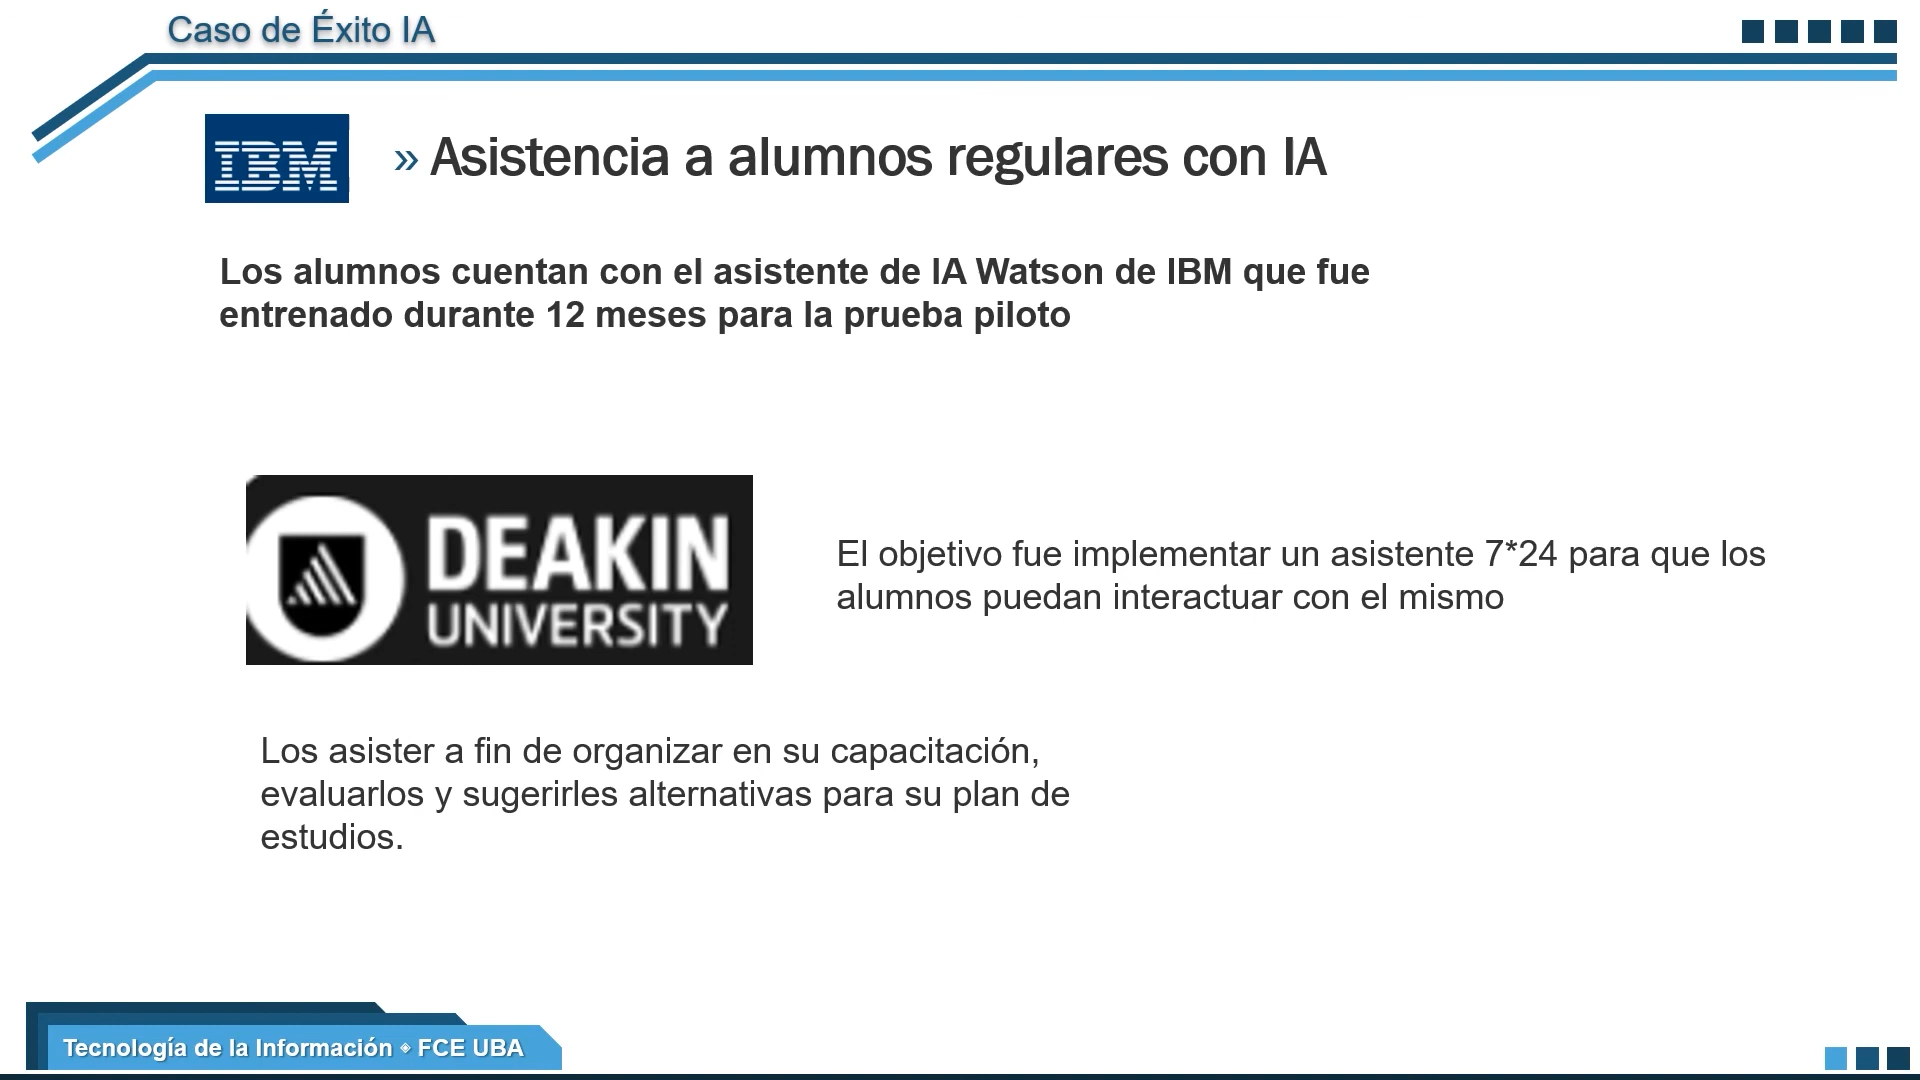 Caso de Éxito IA
IBM
» Asistencia a alumnos regulares con IA
Los alumnos cuentan con el asistente de IA Watson de IBM que fue
entrenado durante 12 meses para la prueba piloto
DEAKIN
UNIVERSITY
El objetivo fue implementar un asistente 7*24 para que los
alumnos puedan interactuar con el mismo
Los asister a fin de organizar en su capacitación,
evaluarlos y sugerirles alternativas para su plan de
estudios.
Tecnología de la Información ◈ FCE UBA